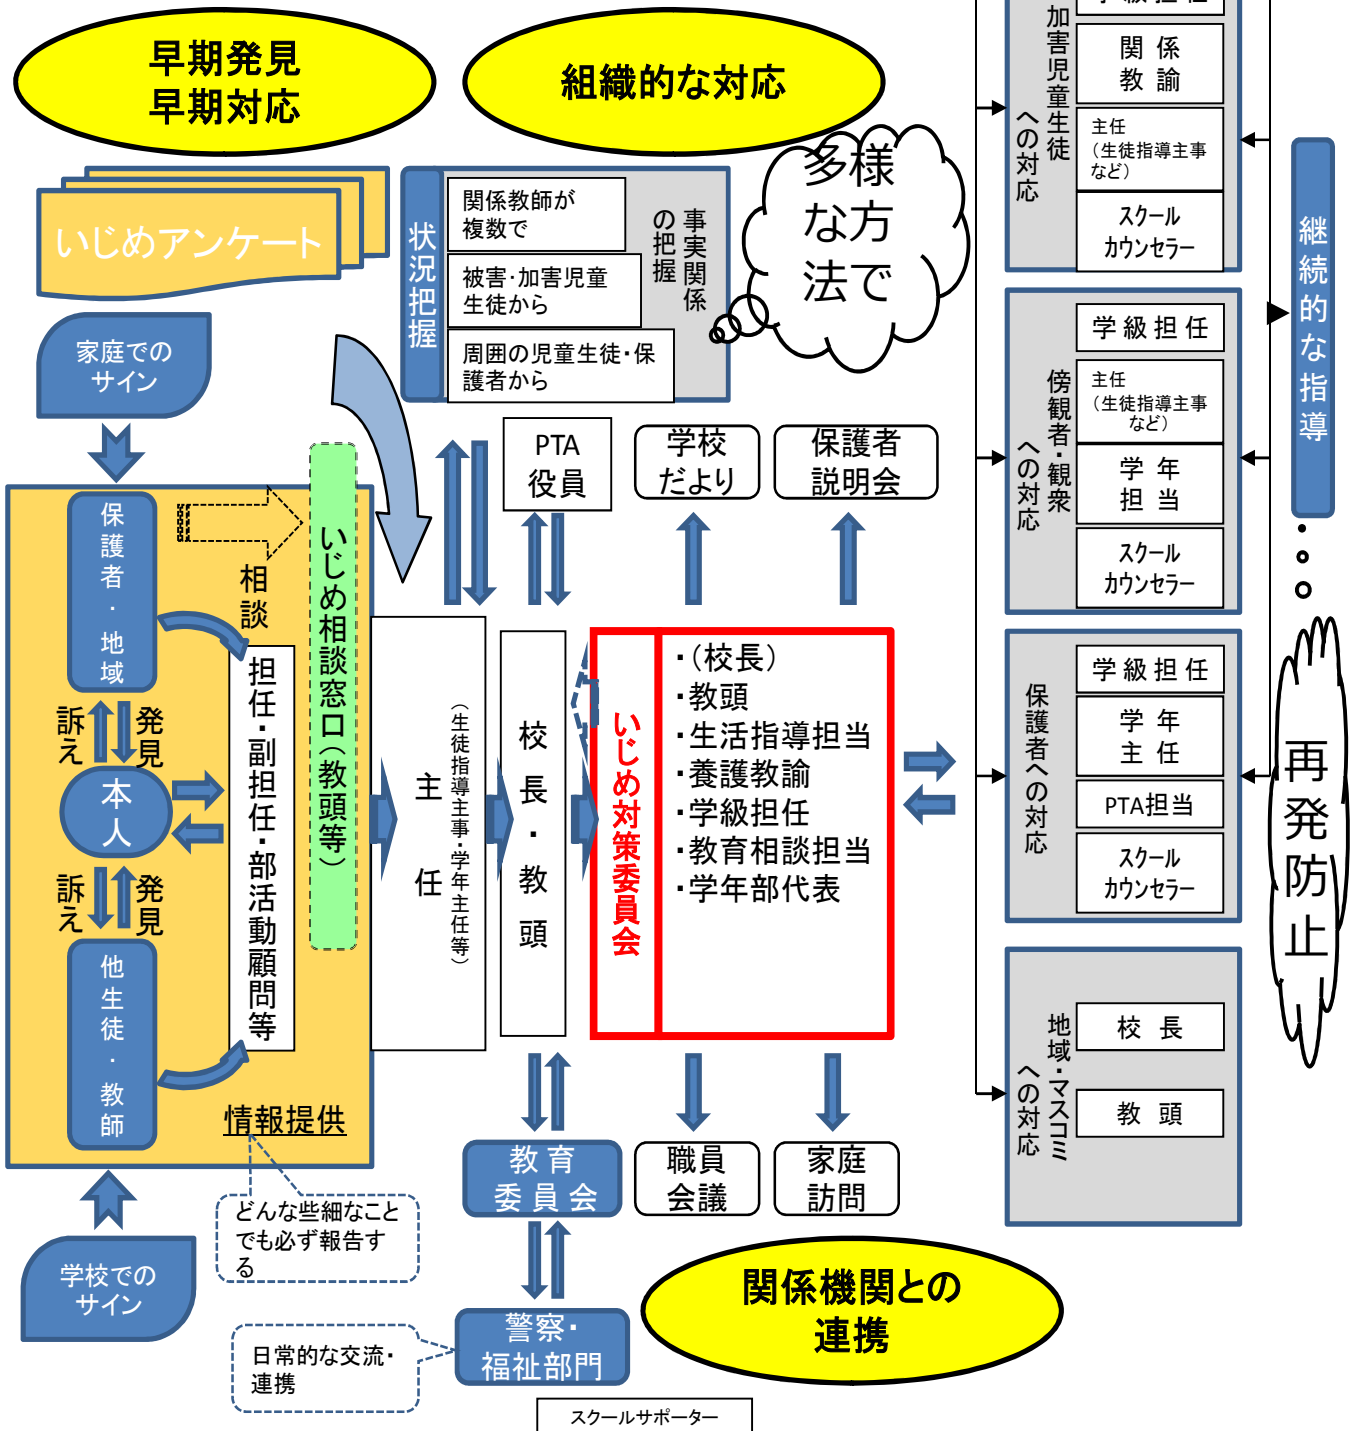 早期発見
早期対応
組織的な対応
いじめアンケート
家庭での
サイン
状況把握
関係教師が
複数で
被害・加害児童
生徒から
周囲の児童生徒・保
護者から
事実関係
の把握
多様
な方
法で
PTA
役員
学校
だより
保護者
説明会
保護者・地域
相談
訴え
発見
本人
訴え
発見
他生徒・教師
担任・副担任・部活動顧問等
いじめ相談窓口（教頭等）
情報提供
どんな些細なこと
でも必ず報告す
る
学校での
サイン
主任
（生徒指導主事・学年主任等）
校長・教頭
いじめ対策委員会
・（校長）
・教頭
・生活指導担当
・養護教諭
・学級担任
・教育相談担当
・学年部代表
教育
委員会
職員
会議
家庭
訪問
警察・
福祉部門
日常的な交流・
連携
関係機関との
連携
スクールサポーター
加害児童生徒
への対応
学級担任
関係
教諭
主任
（生徒指導主事
など）
スクール
カウンセラー
傍観者・観衆
への対応
学級担任
主任
（生徒指導主事
など）
学年
担当
スクール
カウンセラー
保護者への対応
学級担任
学年
主任
PTA担当
スクール
カウンセラー
地域・マスコミ
への対応
校長
教頭
継続的な指導
再発防止